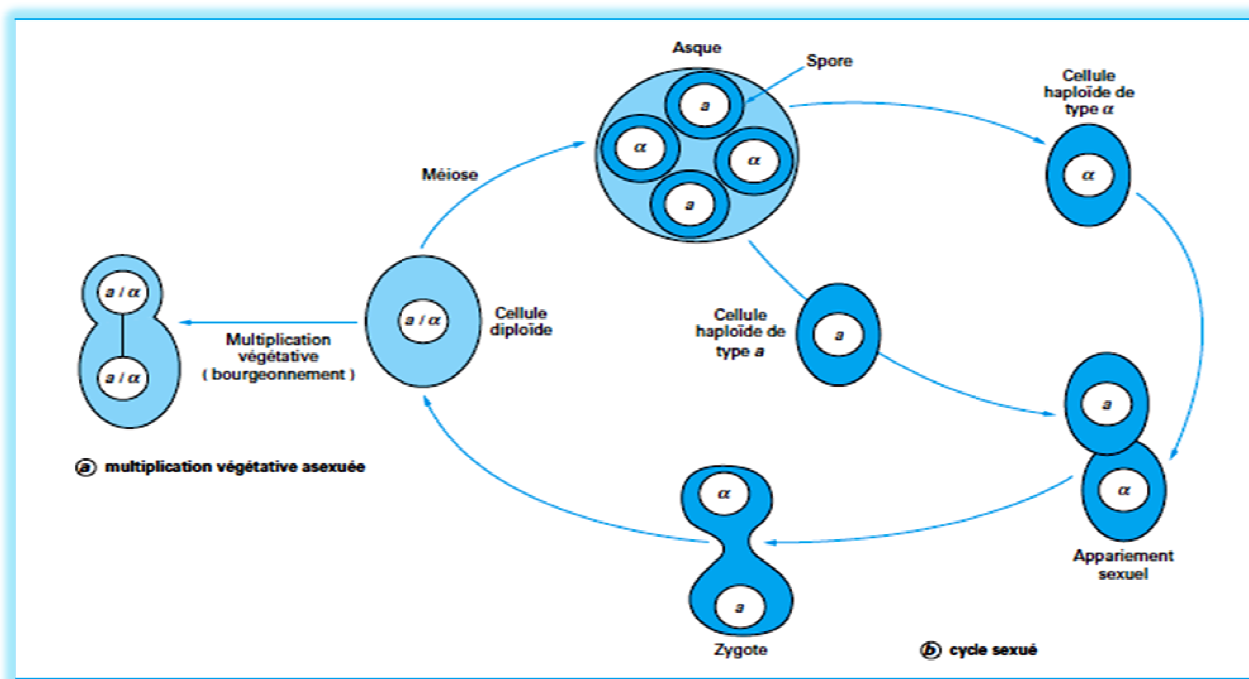 Asque
Spore
a
α
α
a
Cellule
haploïde de
type α
α
Méiose
a / α
a / α
Multiplication
végétative
( bourgeonnement )
a / α
Cellule
diploïde
Cellule
haploïde de
type a
a
a
α
Appariement
sexuel
ⓐ multiplication végétative asexuée
α
a
Zygote
ⓑ cycle sexué